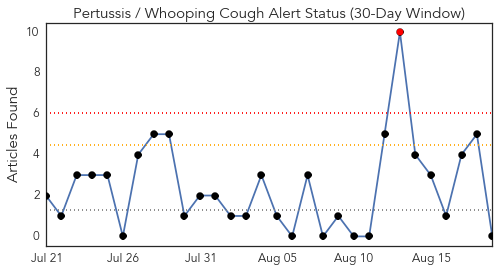 Pertussis / Whooping Cough Alert Status (30-Day Window)
Articles Found
10
8
6
4
2
0
Jul 21 Jul 26 Jul 31 Aug 05 Aug 10 Aug 15